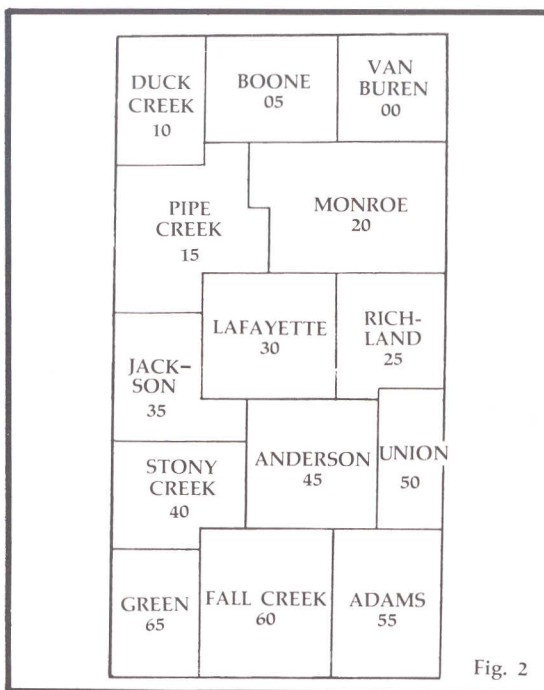 DUCK
CREEK
10
BOONE
05
VAN
BUREN
00
PIPE
CREEK
15
MONROE
20
LAFAYETTE
30
RICH-
LAND
25
JACK-
SON
35
STONY
CREEK
40
ANDERSON
45
UNION
50
GREEN
65
FALL CREEK
60
ADAMS
55
Fig. 2